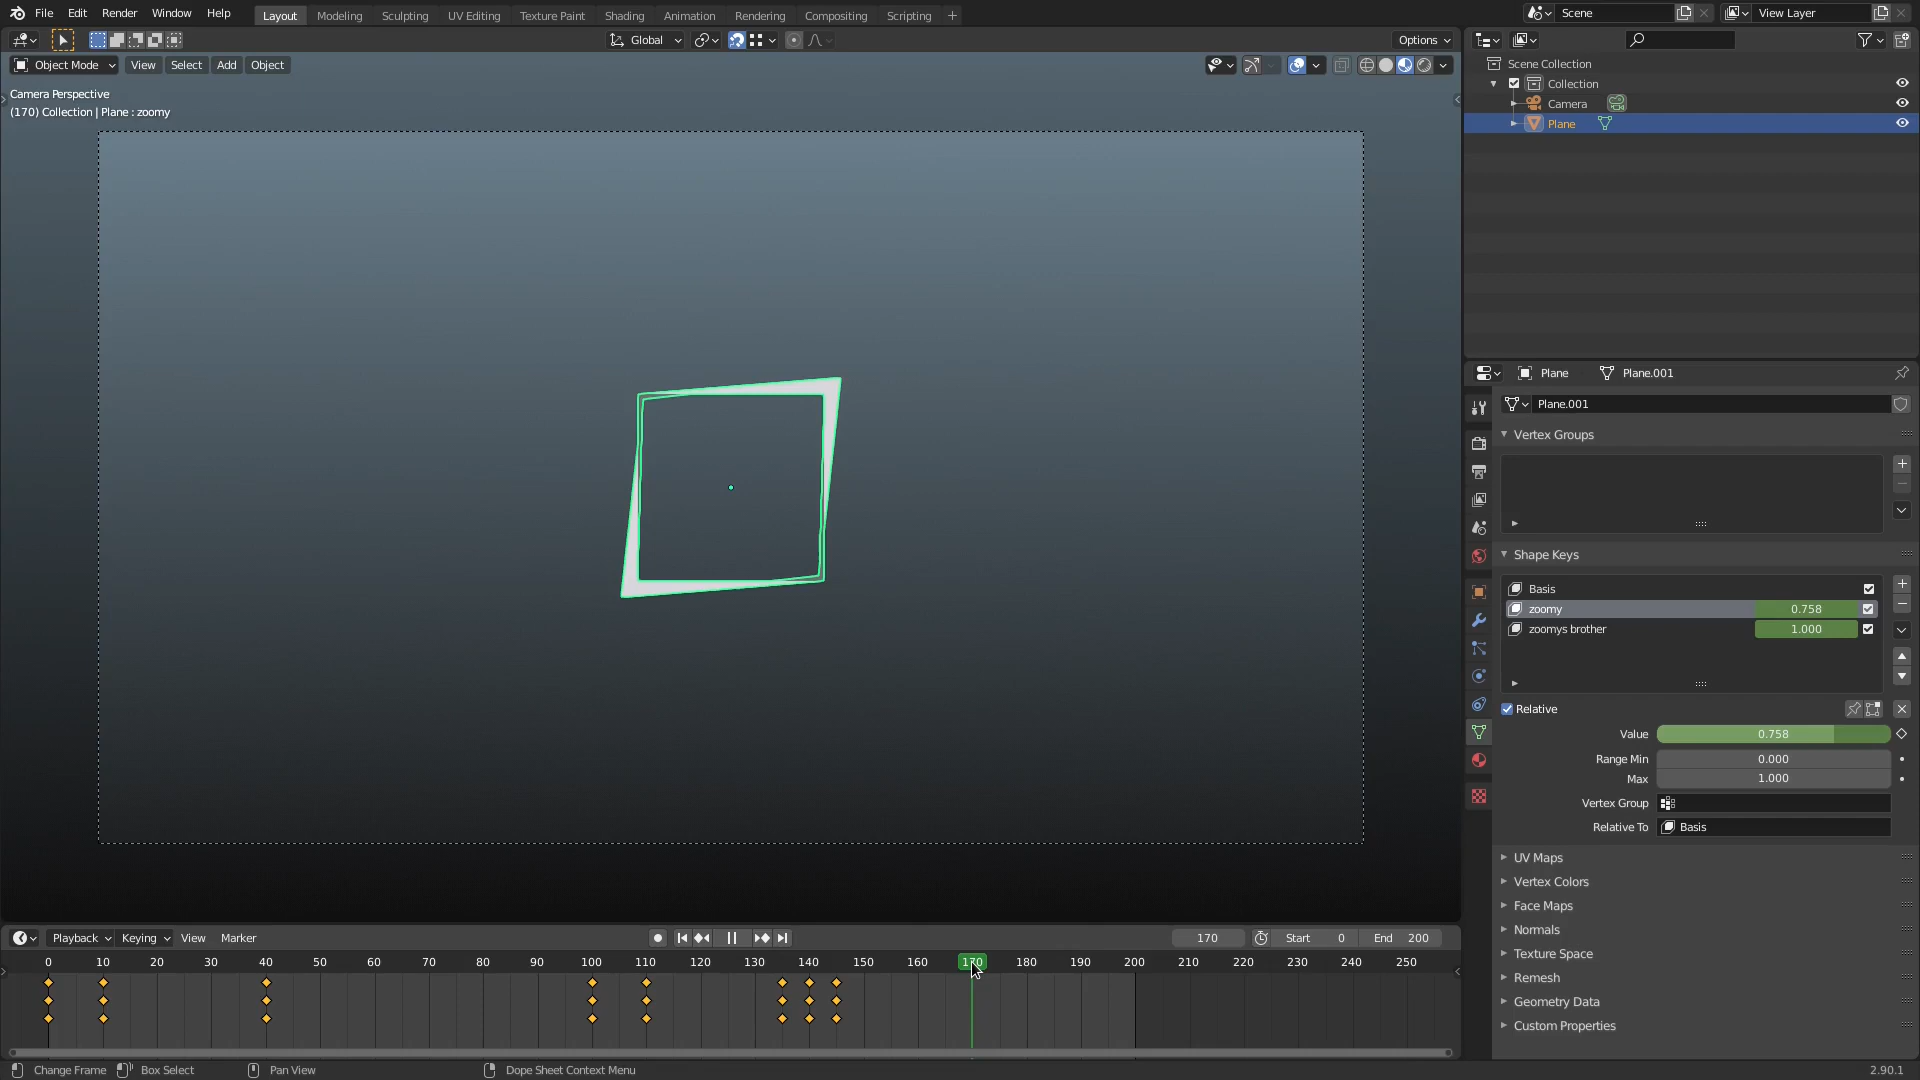 File Edit Render Window Help Layout Modeling Sculpting UV Editing Texture Paint Shading Animation Rendering Compositing Scripting + Scene View Layer
Global Options
Object Mode View Select Add Object
Camera Perspective
(170) Collection | Plane : zoomy
Scene Collection
Collection
Camera
Plane
Plane Plane.001
Plane.001
Vertex Groups
Shape Keys
Basis
zoomy 0.758
zoomys brother 1.000
Relative
Value 0.758
Range Min 0.000
Max 1.000
Vertex Group
Relative To Basis
UV Maps
Vertex Colors
Face Maps
Normals
Texture Space
Remesh
Geometry Data
Custom Properties
Playback Keying View Marker 170 Start 0 End 200
0 10 20 30 40 50 60 70 80 90 100 110 120 130 140 150 160 170 180 190 200 210 220 230 240 250
Change Frame Box Select Pan View Dope Sheet Context Menu 2.90.1